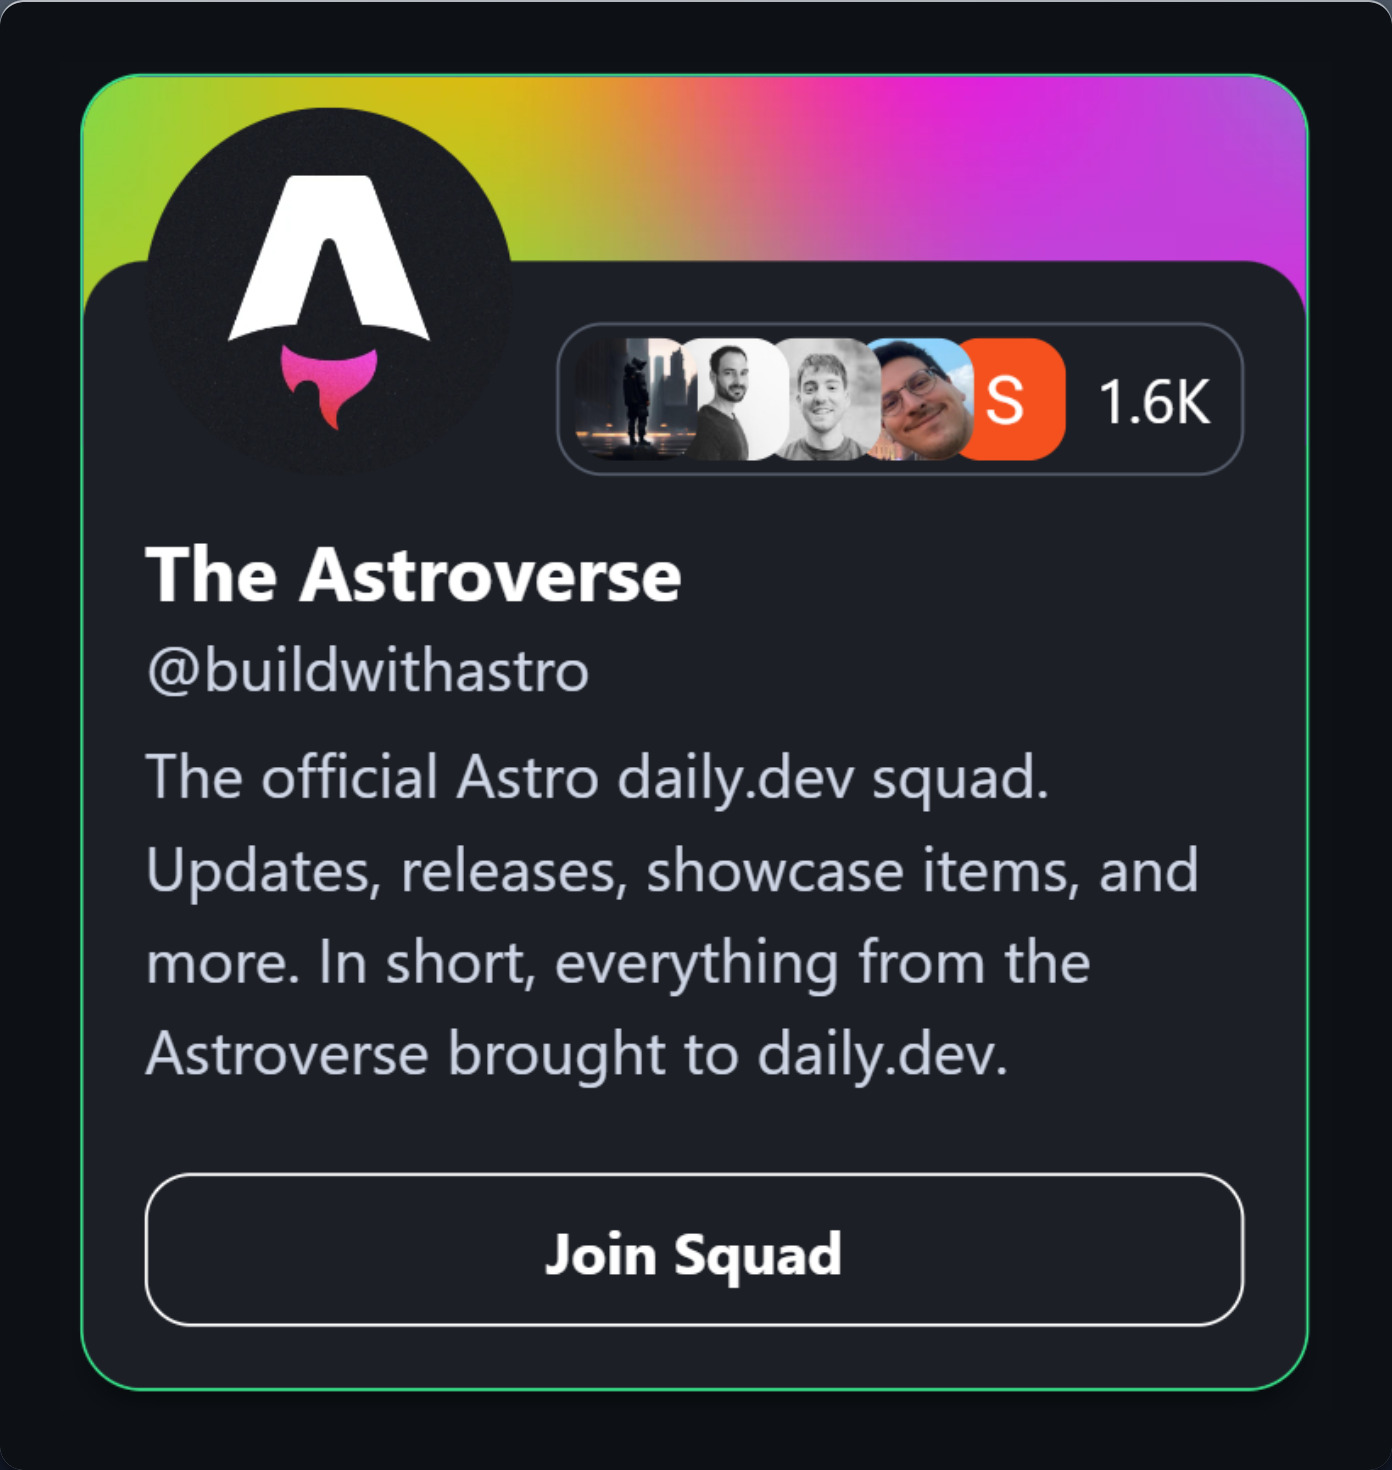 S 1.6K
The Astroverse
@buildwithastro
The official Astro daily.dev squad.
Updates, releases, showcase items, and
more. In short, everything from the
Astroverse brought to daily.dev.
Join Squad